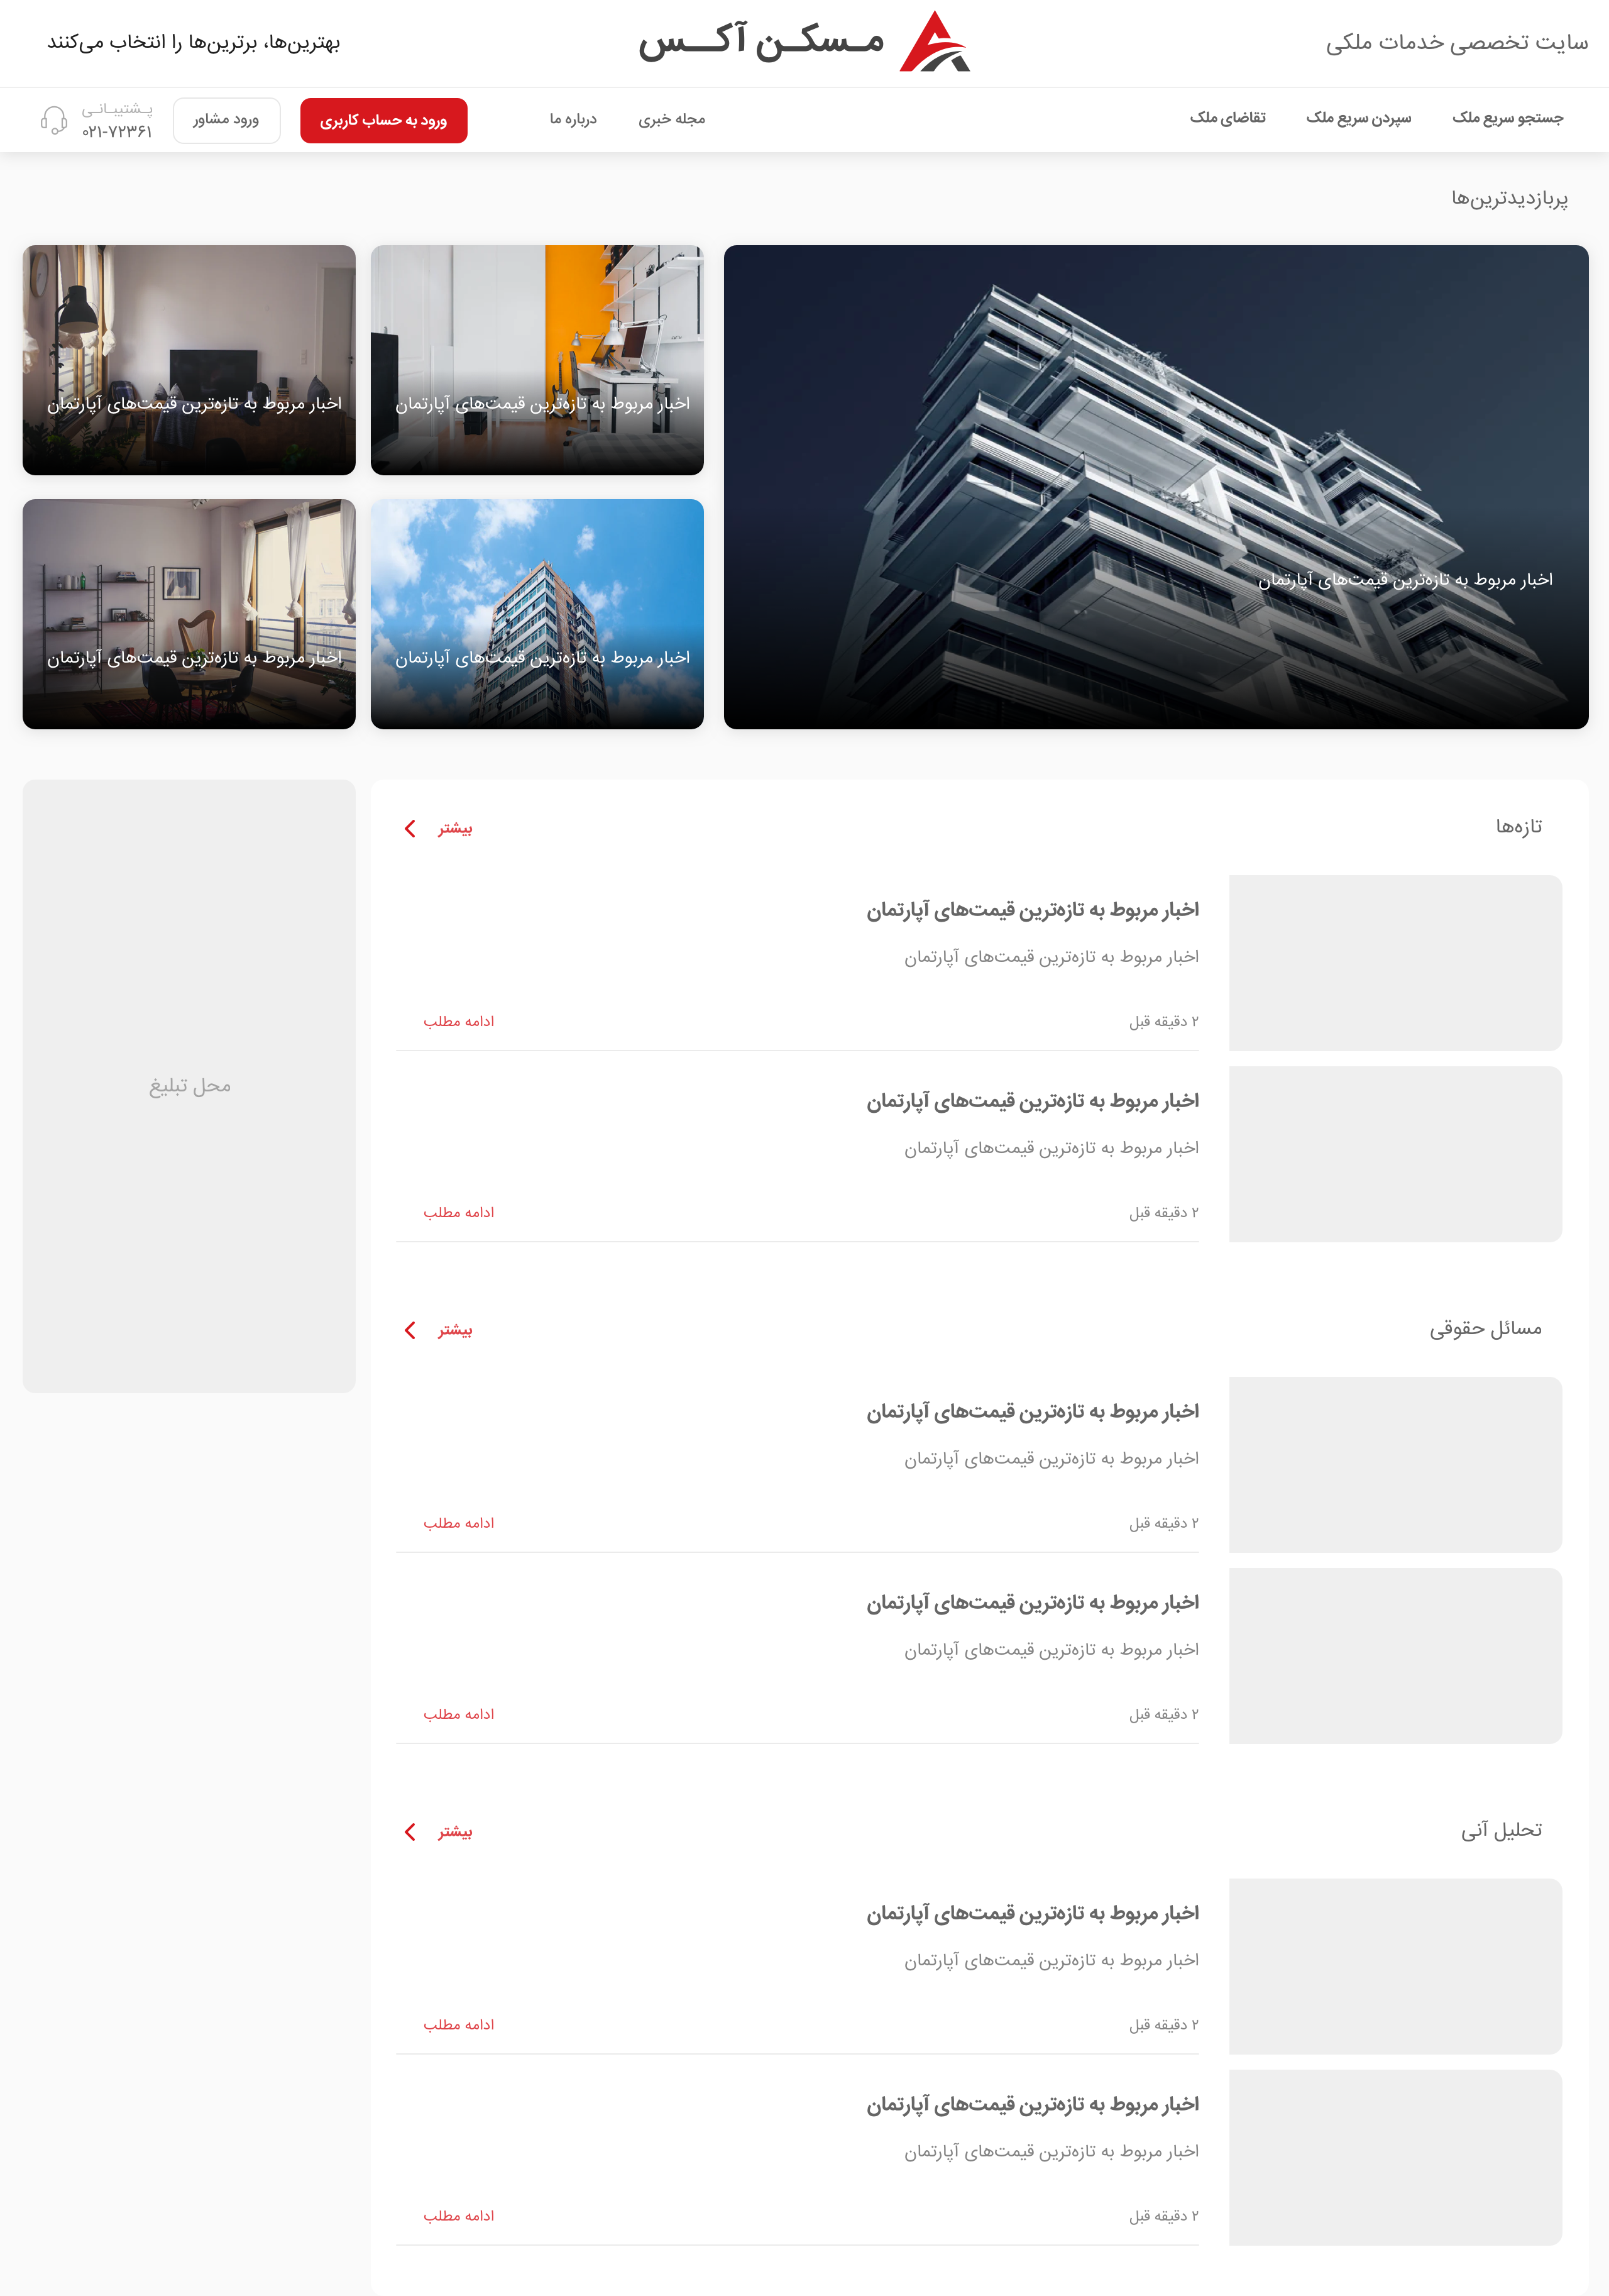 سایت تخصصی خدمات ملکی
مـسکـن آکــس
بهترین‌ها، برترین‌ها را انتخاب می‌کنند
جستجو سریع ملک
سپردن سریع ملک
تقاضای ملک
مجله خبری
درباره ما
ورود به حساب کاربری
ورود مشاور
پـشتیبـانـی
۰۲۱-۷۲۳۶۱
پربازدیدترین‌ها
اخبار مربوط به تازه‌ترین قیمت‌های آپارتمان
اخبار مربوط به تازه‌ترین قیمت‌های آپارتمان
اخبار مربوط به تازه‌ترین قیمت‌های آپارتمان
اخبار مربوط به تازه‌ترین قیمت‌های آپارتمان
اخبار مربوط به تازه‌ترین قیمت‌های آپارتمان
تازه‌ها
بیشتر
اخبار مربوط به تازه‌ترین قیمت‌های آپارتمان
اخبار مربوط به تازه‌ترین قیمت‌های آپارتمان
۲ دقیقه قبل
ادامه مطلب
اخبار مربوط به تازه‌ترین قیمت‌های آپارتمان
اخبار مربوط به تازه‌ترین قیمت‌های آپارتمان
۲ دقیقه قبل
ادامه مطلب
مسائل حقوقی
بیشتر
اخبار مربوط به تازه‌ترین قیمت‌های آپارتمان
اخبار مربوط به تازه‌ترین قیمت‌های آپارتمان
۲ دقیقه قبل
ادامه مطلب
اخبار مربوط به تازه‌ترین قیمت‌های آپارتمان
اخبار مربوط به تازه‌ترین قیمت‌های آپارتمان
۲ دقیقه قبل
ادامه مطلب
تحلیل آنی
بیشتر
اخبار مربوط به تازه‌ترین قیمت‌های آپارتمان
اخبار مربوط به تازه‌ترین قیمت‌های آپارتمان
۲ دقیقه قبل
ادامه مطلب
اخبار مربوط به تازه‌ترین قیمت‌های آپارتمان
اخبار مربوط به تازه‌ترین قیمت‌های آپارتمان
۲ دقیقه قبل
ادامه مطلب
محل تبلیغ